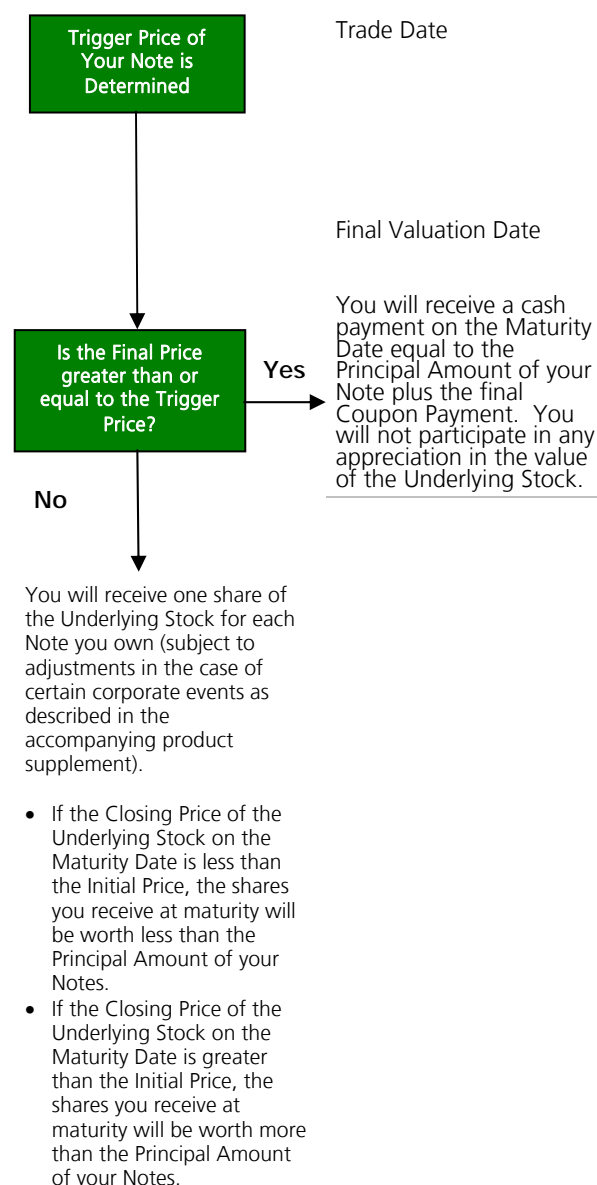 Trigger Price of
Your Note is
Determined
Trade Date
Final Valuation Date
You will receive a cash
payment on the Maturity
Date equal to the
Principal Amount of your
Note plus the final
Coupon Payment.  You
will not participate in any
appreciation in the value
of the Underlying Stock.
Is the Final Price
greater than or
equal to the Trigger
Price?
Yes
No
You will receive one share of
the Underlying Stock for each
Note you own (subject to
adjustments in the case of
certain corporate events as
described in the
accompanying product
supplement).
• If the Closing Price of the
Underlying Stock on the
Maturity Date is less than
the Initial Price, the shares
you receive at maturity will
be worth less than the
Principal Amount of your
Notes.
• If the Closing Price of the
Underlying Stock on the
Maturity Date is greater
than the Initial Price, the
shares you receive at
maturity will be worth more
than the Principal Amount
of your Notes.